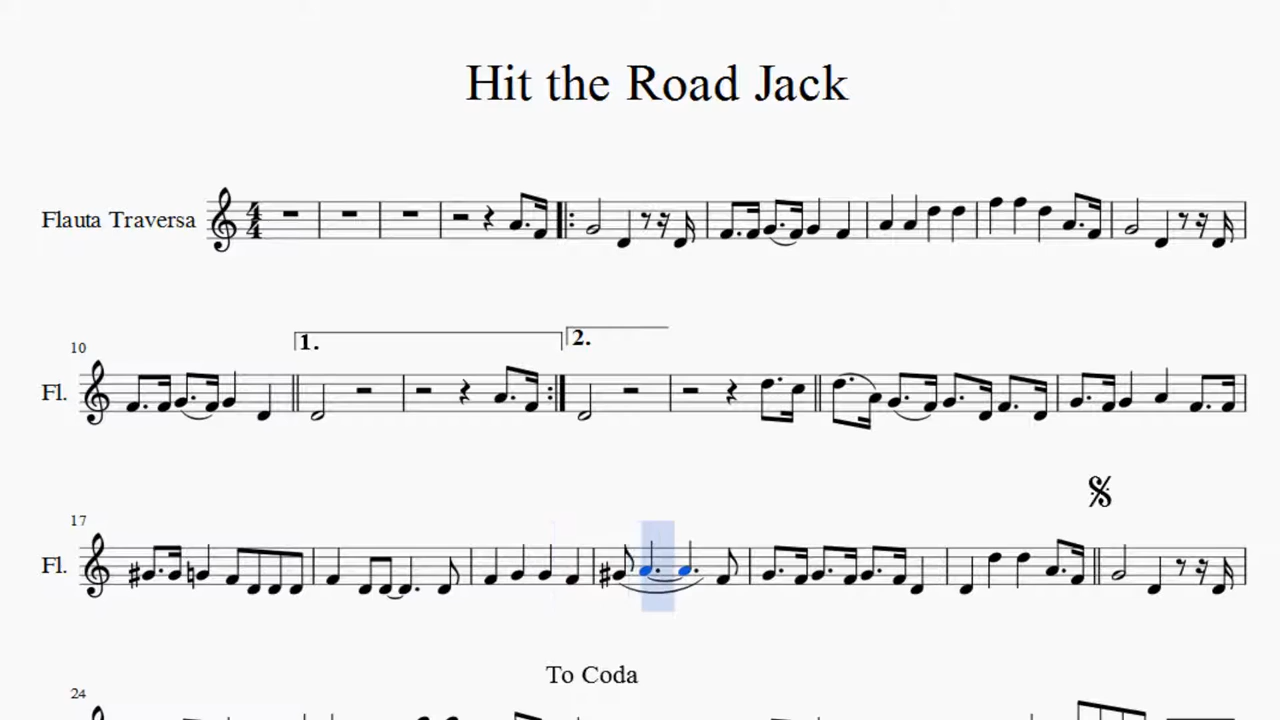 Hit the Road Jack
Flauta Traversa
4
4
10
1.
2.
Fl.
17
Fl.
To Coda
24